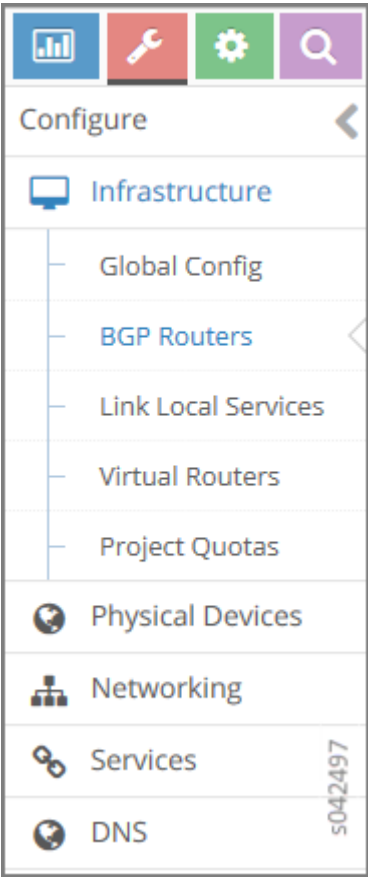 Configure
Infrastructure
Global Config
BGP Routers
Link Local Services
Virtual Routers
Project Quotas
Physical Devices
Networking
Services
DNS
s042497